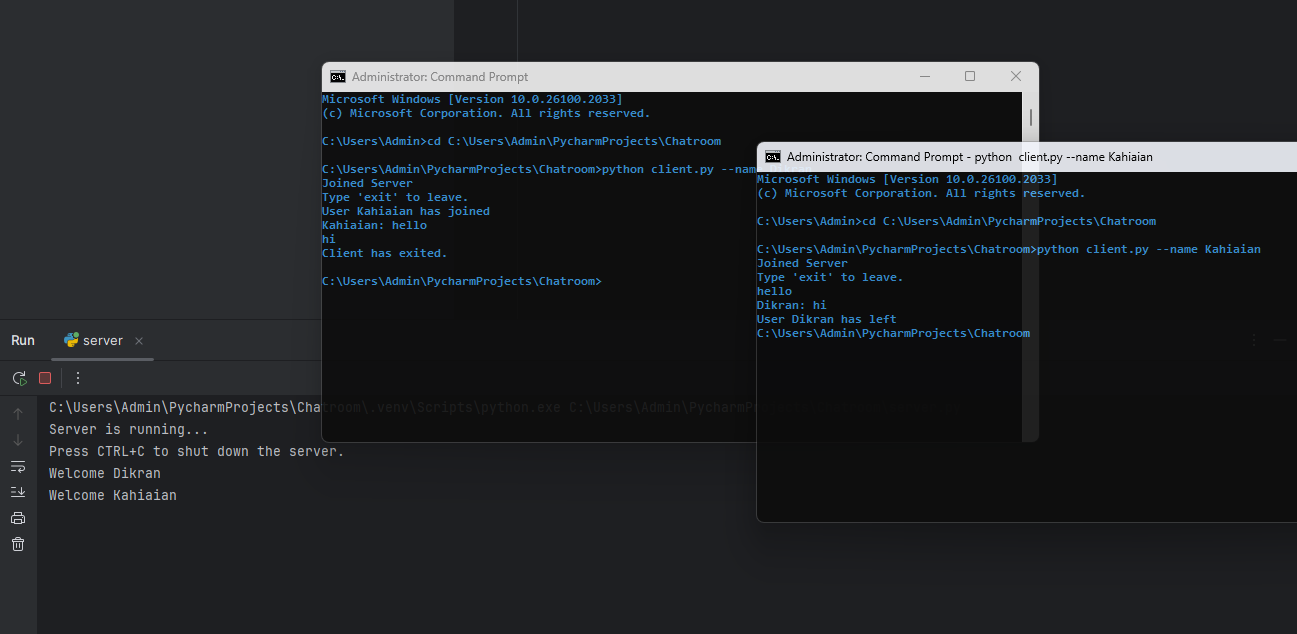 Administrator: Command Prompt
Microsoft Windows [Version 10.0.26100.2033]
(c) Microsoft Corporation. All rights reserved.
C:\Users\Admin>cd C:\Users\Admin\PycharmProjects\Chatroom
C:\Users\Admin\PycharmProjects\Chatroom>python client.py --name
Joined Server
Type 'exit' to leave.
User Kahiaian has joined
Kahiaian: hello
hi
Client has exited.
C:\Users\Admin\PycharmProjects\Chatroom>
Administrator: Command Prompt - python  client.py --name Kahiaian
Microsoft Windows [Version 10.0.26100.2033]
(c) Microsoft Corporation. All rights reserved.
C:\Users\Admin>cd C:\Users\Admin\PycharmProjects\Chatroom
C:\Users\Admin\PycharmProjects\Chatroom>python client.py --name Kahiaian
Joined Server
Type 'exit' to leave.
hello
Dikran: hi
User Dikran has left
C:\Users\Admin\PycharmProjects\Chatroom
Run
server
C:\Users\Admin\PycharmProjects\Chatroom\.venv\Scripts\python.exe
Server is running...
Press CTRL+C to shut down the server.
Welcome Dikran
Welcome Kahiaian